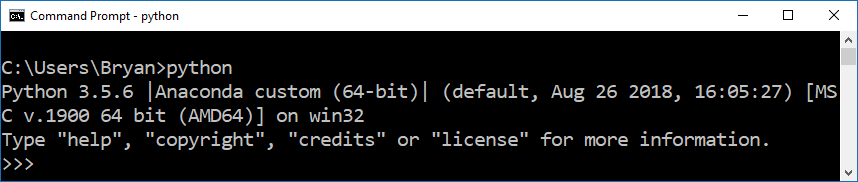 Command Prompt - python
C:\Users\Bryan>python
Python 3.5.6 |Anaconda custom (64-bit)| (default, Aug 26 2018, 16:05:27) [MS
C v.1900 64 bit (AMD64)] on win32
Type "help", "copyright", "credits" or "license" for more information.
>>>